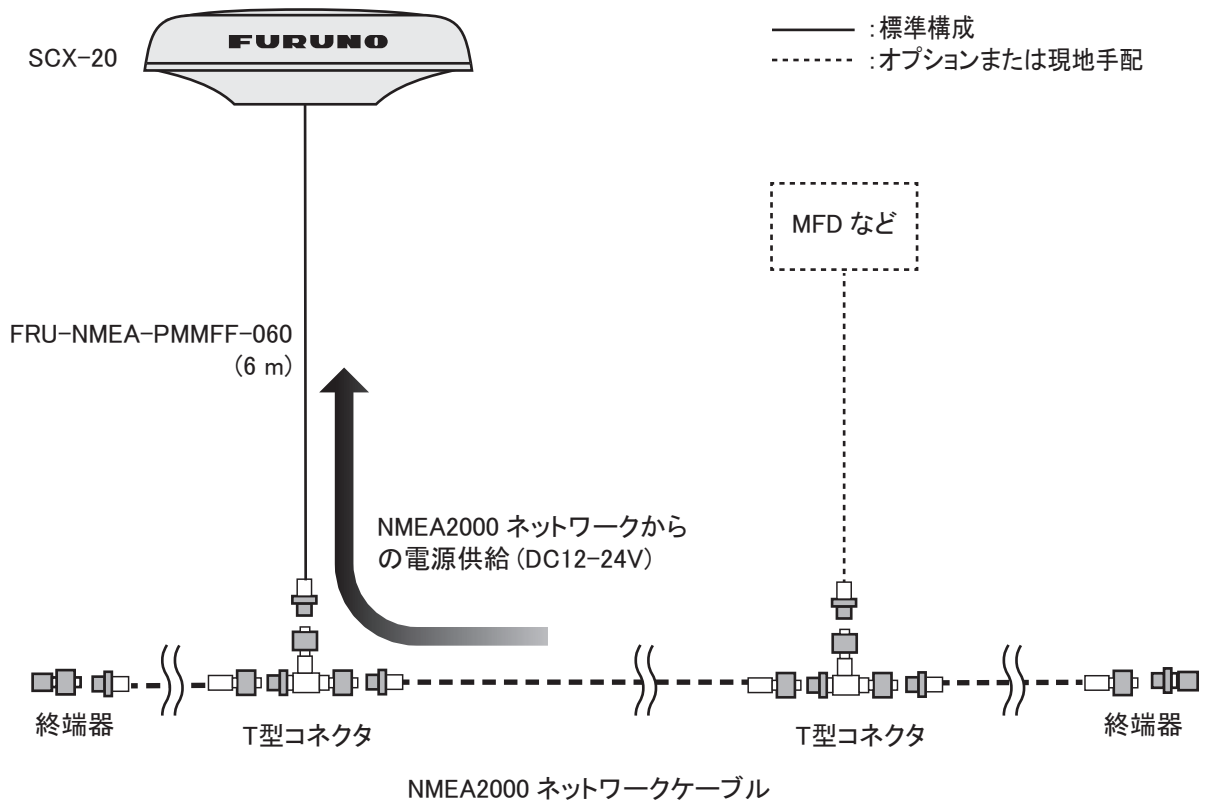 FURUNO
SCX-20
:標準構成
:オプションまたは現地手配
MFD など
FRU-NMEA-PMMFF-060
(6 m)
NMEA2000 ネットワークから
の電源供給 (DC12-24V)
終端器
T型コネクタ
T型コネクタ
終端器
NMEA2000 ネットワークケーブル